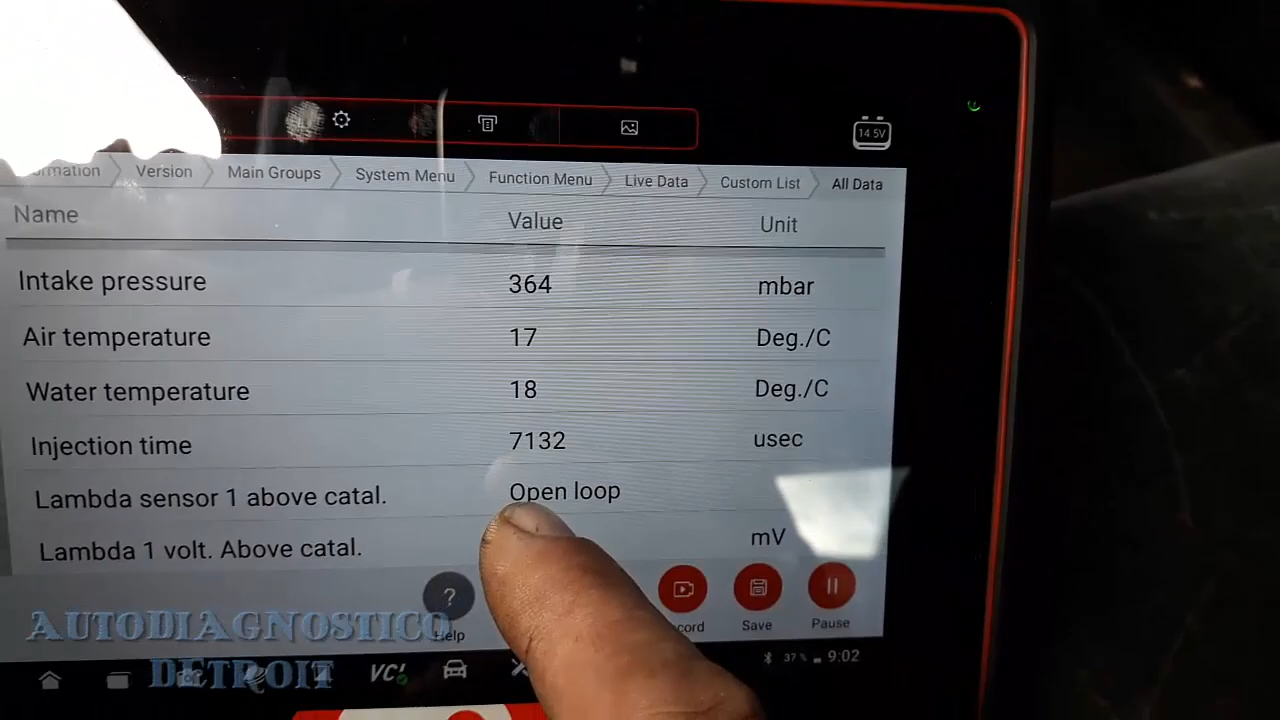 14.5V
Version Main Groups System Menu Function Menu Live Data Custom List All Data
Name Value Unit
Intake pressure 364 mbar
Air temperature 17 Deg./C
Water temperature 18 Deg./C
Injection time 7132 usec
Lambda sensor 1 above catal. Open loop
Lambda 1 volt. Above catal. mV
? Help Save Pause
AUTODIAGNOSTICO
DETROIT
VCI
37% 9:02